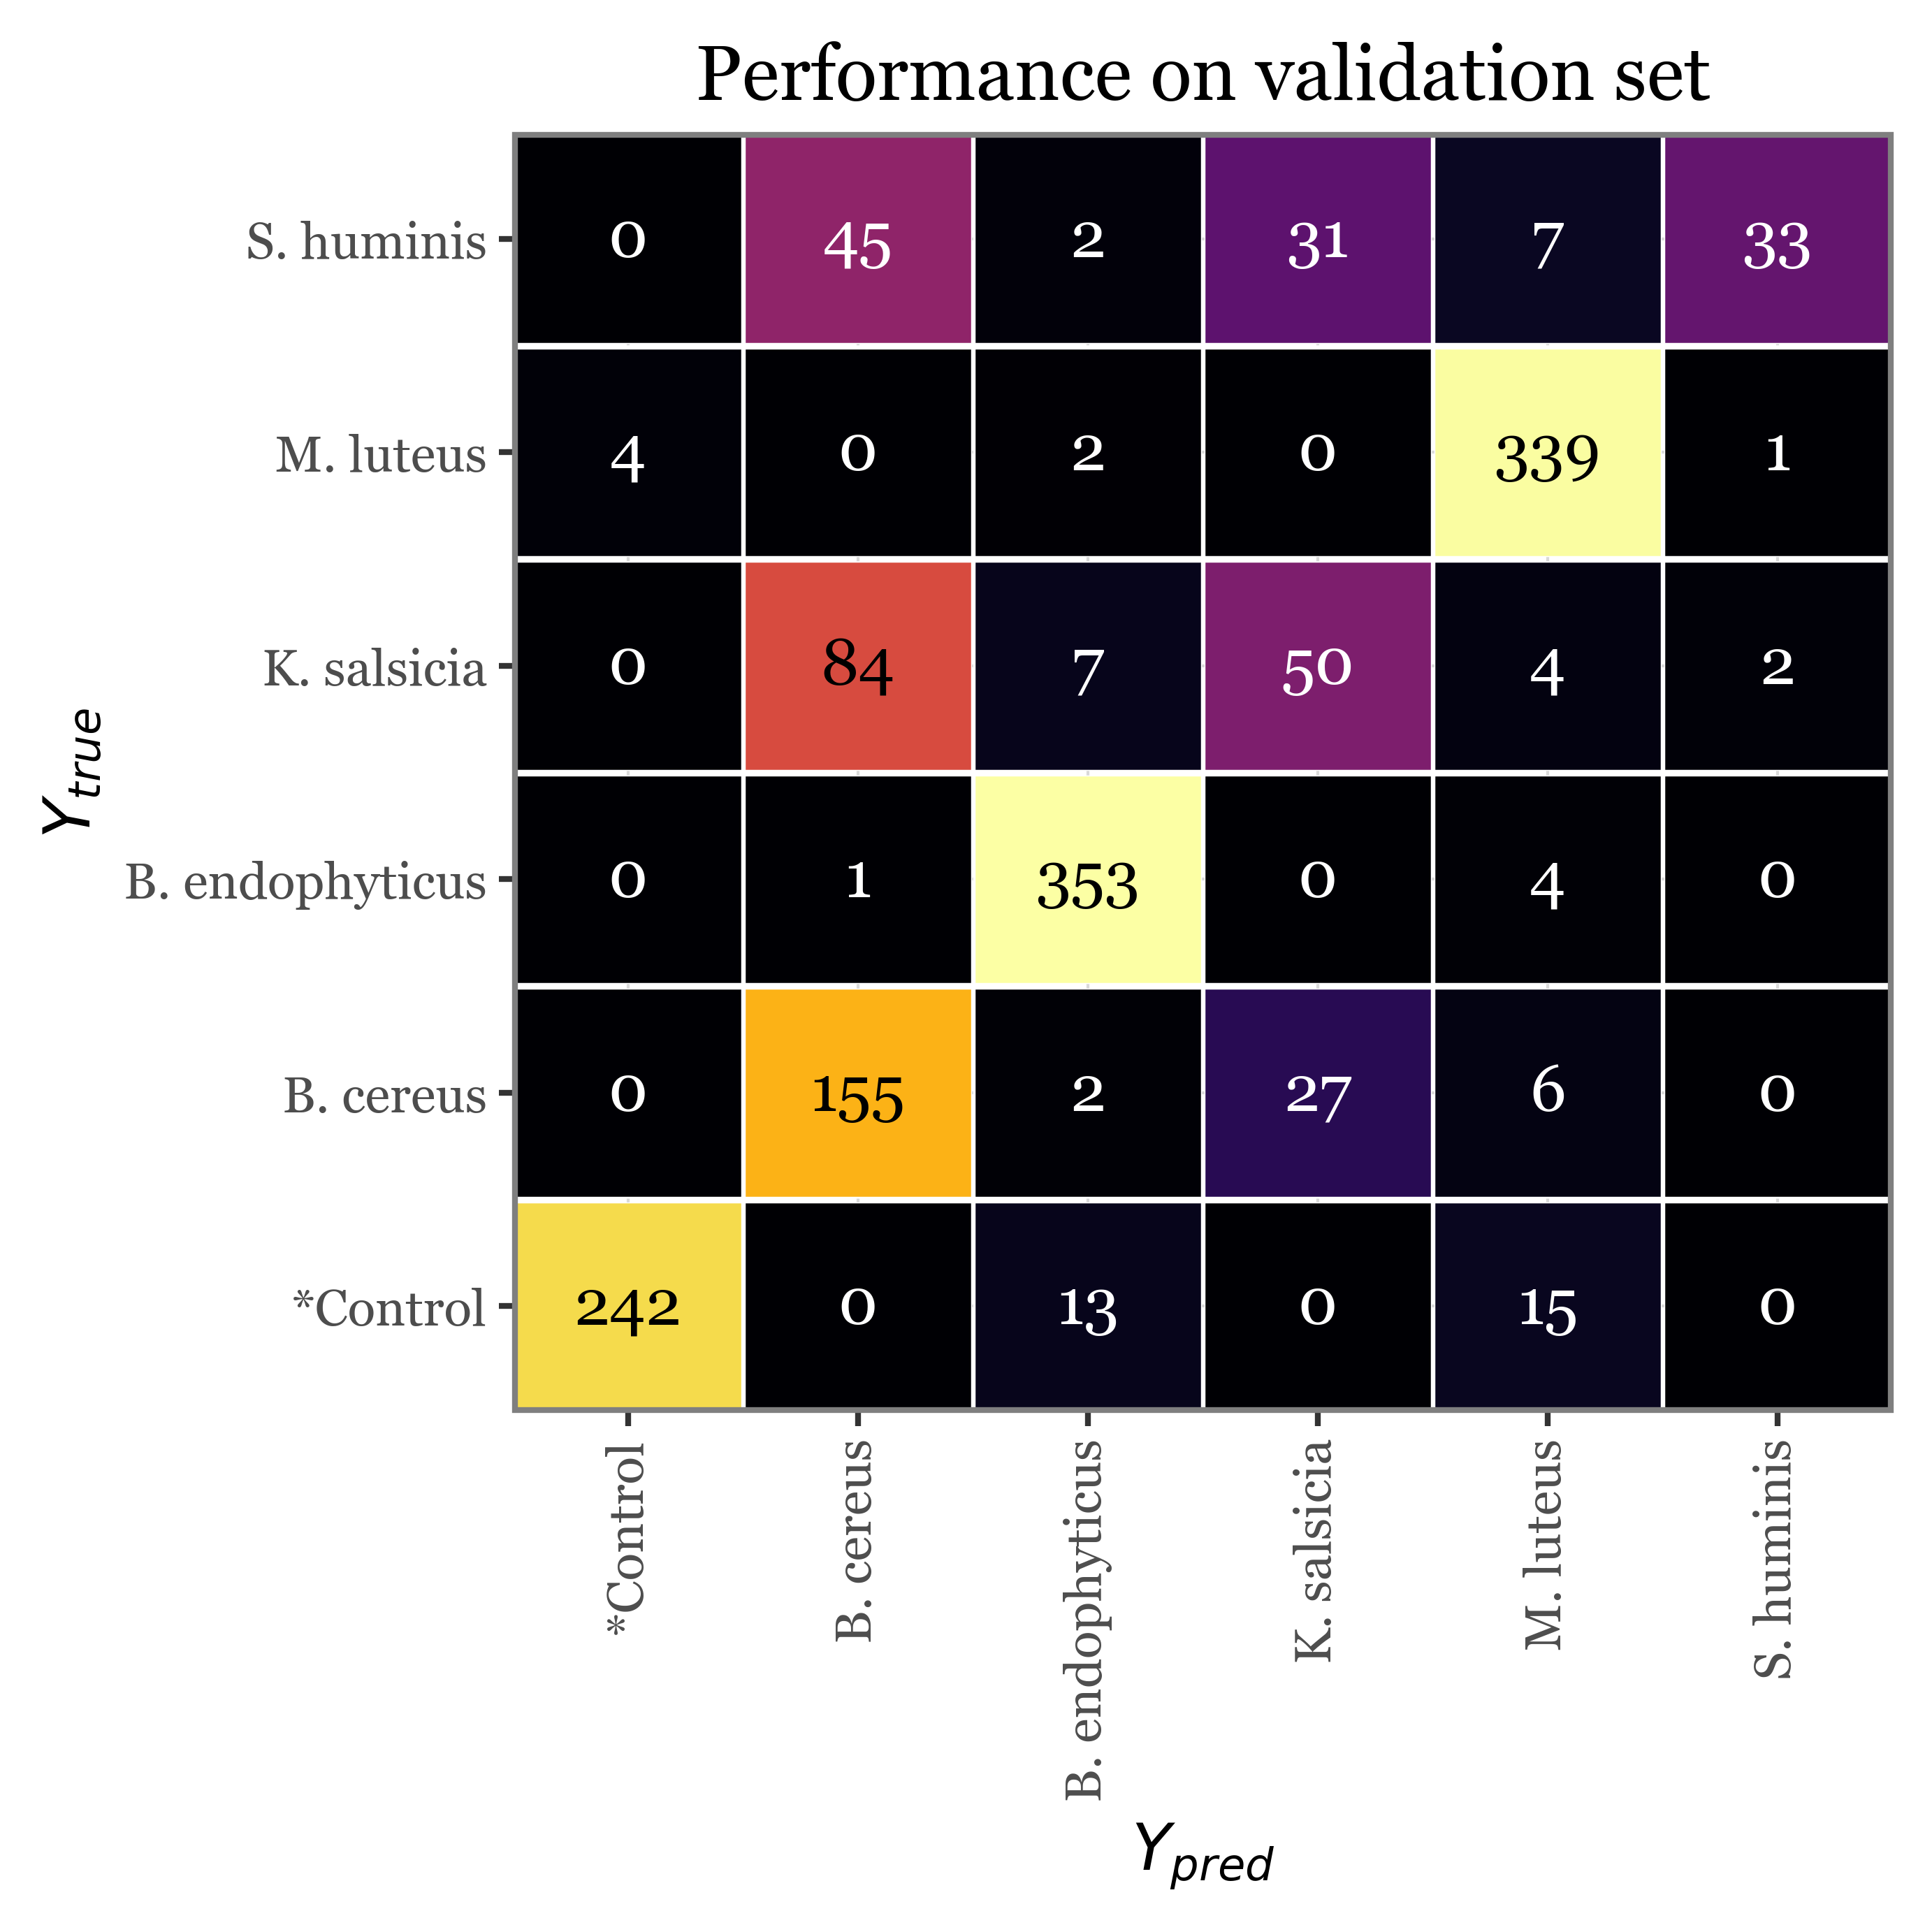 Performance on validation set
S. huminis 0 45 2 31 7 33
M. luteus 4 0 2 0 339 1
K. salsicia 0 84 7 50 4 2
B. endophyticus 0 1 353 0 4 0
B. cereus 0 155 2 27 6 0
*Control 242 0 13 0 15 0
Y_true
*Control
B. cereus
B. endophyticus
K. salsicia
M. luteus
S. huminis
Y_pred